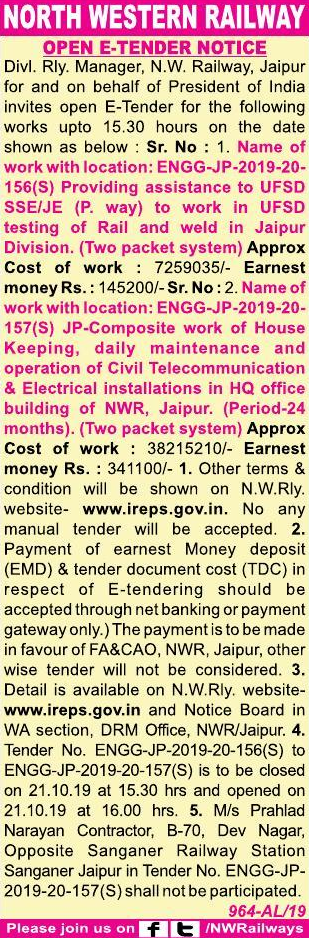 NORTH WESTERN RAILWAY
OPEN E-TENDER NOTICE
Divl. Rly. Manager, N.W. Railway, Jaipur
for and on behalf of President of India
invites open E-Tender for the following
works upto 15.30 hours on the date
shown as below : Sr. No : 1. Name of
work with location: ENGG-JP-2019-20-
156(S) Providing assistance to UFSD
SSE/JE (P. way) to work in UFSD
testing of Rail and weld in Jaipur
Division. (Two packet system) Approx
Cost of work : 7259035/- Earnest
money Rs. : 145200/- Sr. No : 2. Name of
work with location: ENGG-JP-2019-20-
157(S) JP-Composite work of House
Keeping, daily maintenance and
operation of Civil Telecommunication
& Electrical installations in HQ office
building of NWR, Jaipur. (Period-24
months). (Two packet system) Approx
Cost of work : 38215210/- Earnest
money Rs. : 341100/- 1. Other terms &
condition will be shown on N.W.Rly.
website- www.ireps.gov.in. No any
manual tender will be accepted. 2.
Payment of earnest Money deposit
(EMD) & tender document cost (TDC) in
respect of E-tendering should be
accepted through net banking or payment
gateway only.) The payment is to be made
in favour of FA&CAO, NWR, Jaipur, other
wise tender will not be considered. 3.
Detail is available on N.W.Rly. website-
www.ireps.gov.in and Notice Board in
WA section, DRM Office, NWR/Jaipur. 4.
Tender No. ENGG-JP-2019-20-156(S) to
ENGG-JP-2019-20-157(S) is to be closed
on 21.10.19 at 15.30 hrs and opened on
21.10.19 at 16.00 hrs. 5. M/s Prahlad
Narayan Contractor, B-70, Dev Nagar,
Opposite Sanganer Railway Station
Sanganer Jaipur in Tender No. ENGG-JP-
2019-20-157(S) shall not be participated.
964-AL/19
Please join us on f t /NWRailways